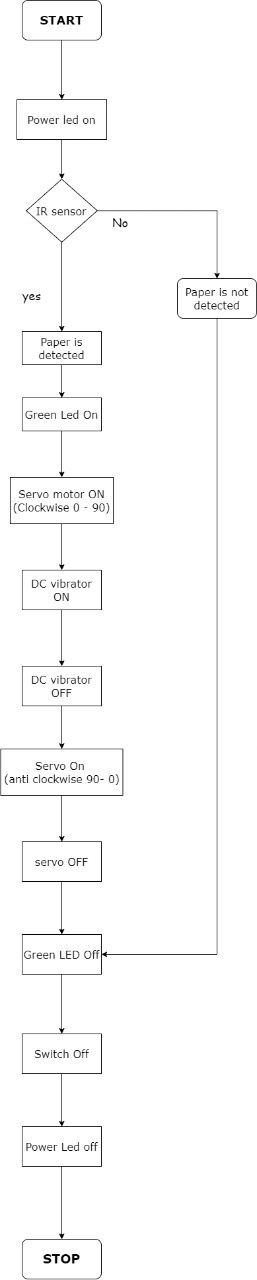 START
Power led on
IR sensor
No
Paper is not
detected
yes
Paper is
detected
Green Led On
Servo motor ON
(Clockwise 0 - 90)
DC vibrator
ON
DC vibrator
OFF
Servo On
(anti clockwise 90- 0)
servo OFF
Green LED Off
Switch Off
Power Led off
STOP